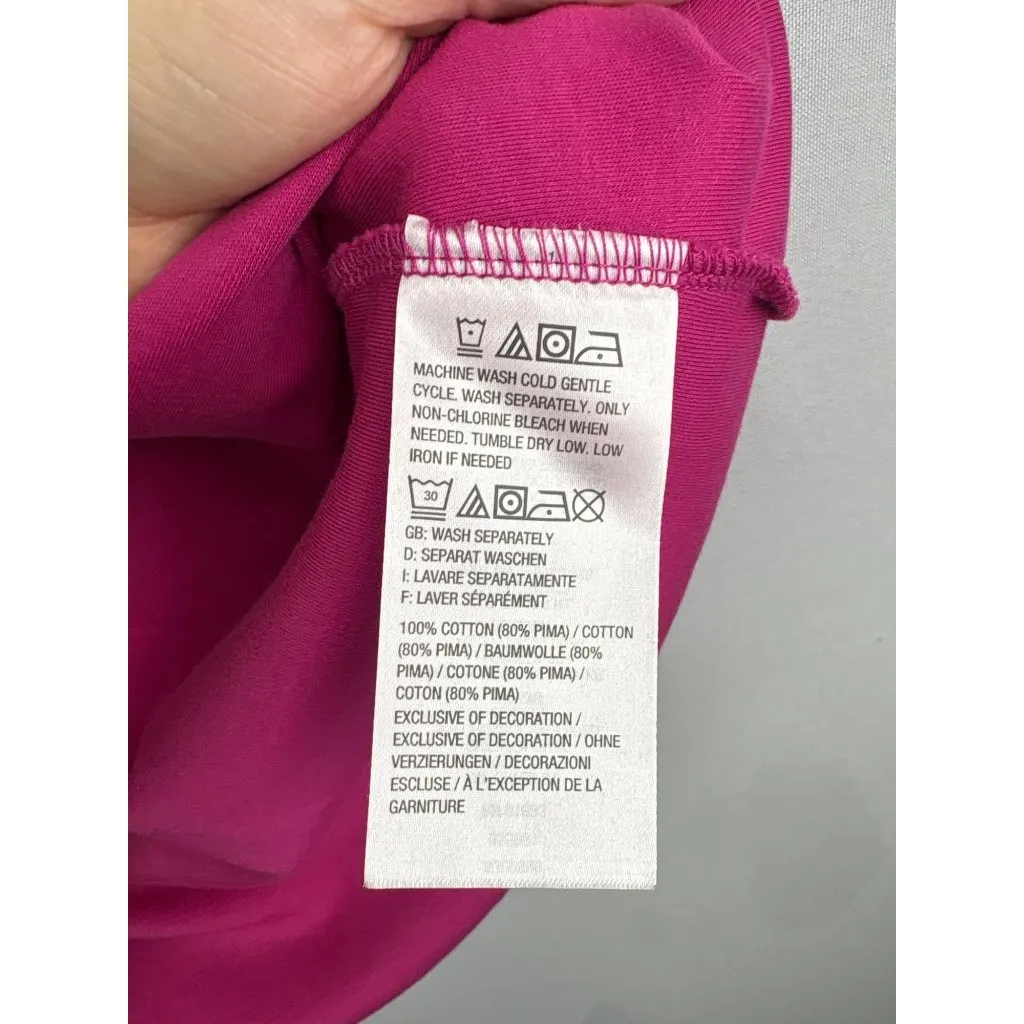 MACHINE WASH COLD GENTLE
CYCLE. WASH SEPARATELY. ONLY
NON-CHLORINE BLEACH WHEN
NEEDED. TUMBLE DRY LOW. LOW
IRON IF NEEDED
30
GB: WASH SEPARATELY
D: SEPARAT WASCHEN
I: LAVARE SEPARATAMENTE
F: LAVER SÉPARÉMENT
100% COTTON (80% PIMA) / COTTON
(80% PIMA) / BAUMWOLLE (80%
PIMA) / COTONE (80% PIMA) /
COTON (80% PIMA)
EXCLUSIVE OF DECORATION /
EXCLUSIVE OF DECORATION / OHNE
VERZIERUNGEN / DECORAZIONI
ESCLUSE / À L'EXCEPTION DE LA
GARNITURE